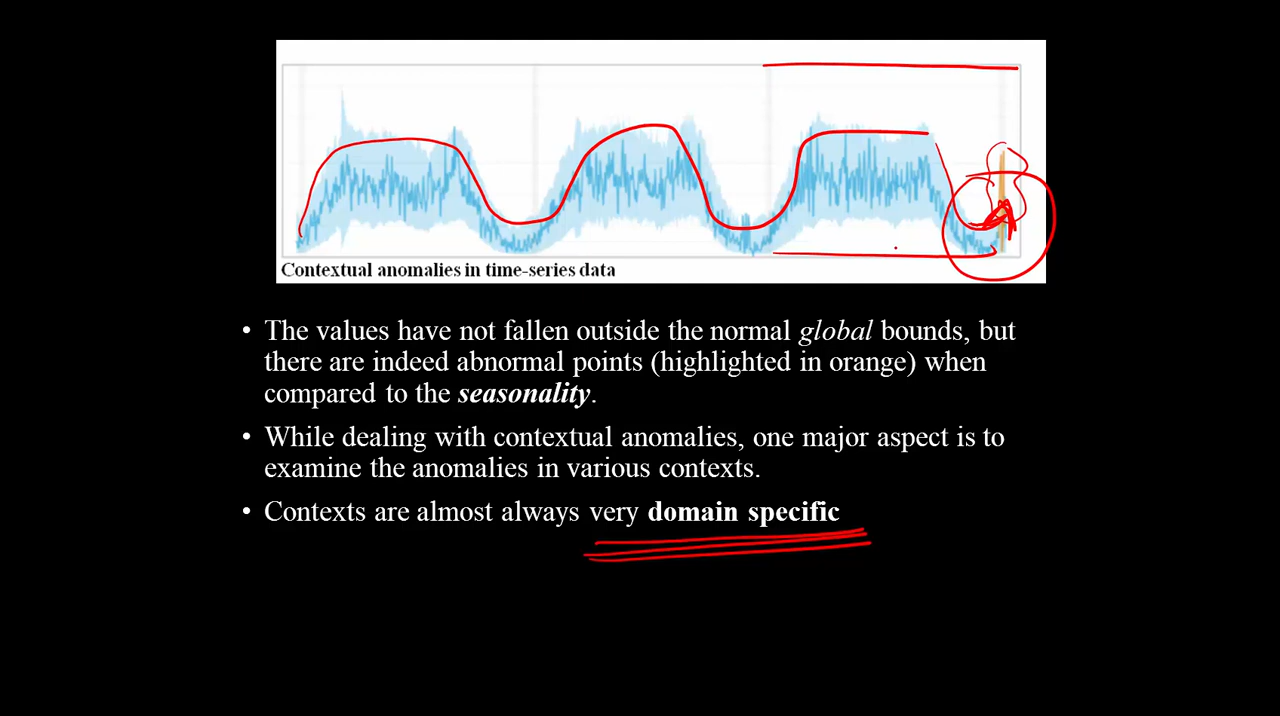 Contextual anomalies in time-series data
• The values have not fallen outside the normal global bounds, but
there are indeed abnormal points (highlighted in orange) when
compared to the seasonality.
• While dealing with contextual anomalies, one major aspect is to
examine the anomalies in various contexts.
• Contexts are almost always very domain specific